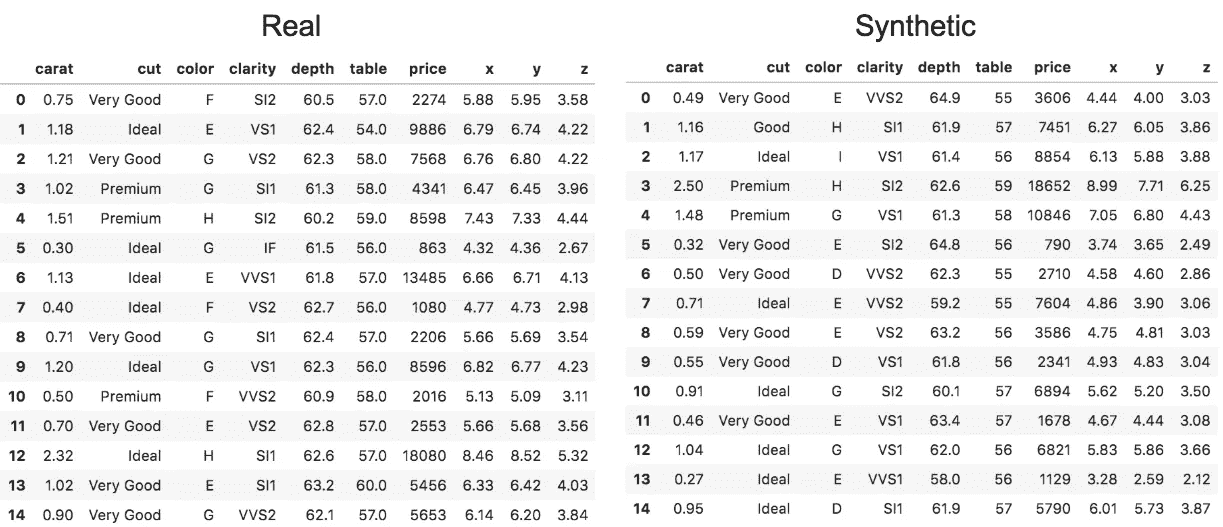 Real
carat cut color clarity depth table price x y z
0 0.75 Very Good F SI2 60.5 57.0 2274 5.88 5.95 3.58
1 1.18 Ideal E VS1 62.4 54.0 9886 6.79 6.74 4.22
2 1.21 Very Good G VS2 62.3 58.0 7568 6.76 6.80 4.22
3 1.02 Premium G SI1 61.3 58.0 4341 6.47 6.45 3.96
4 1.51 Premium H SI2 60.2 59.0 8598 7.43 7.33 4.44
5 0.30 Ideal G IF 61.5 56.0 863 4.32 4.36 2.67
6 1.13 Ideal E VVS1 61.8 57.0 13485 6.66 6.71 4.13
7 0.40 Ideal F VS2 62.7 56.0 1080 4.77 4.73 2.98
8 0.71 Very Good G SI1 62.4 57.0 2206 5.66 5.69 3.54
9 1.20 Ideal G VS1 62.3 56.0 8596 6.82 6.77 4.23
10 0.50 Premium F VVS2 60.9 58.0 2016 5.13 5.09 3.11
11 0.70 Very Good E VS2 62.8 57.0 2553 5.66 5.68 3.56
12 2.32 Ideal H SI1 62.6 57.0 18080 8.46 8.52 5.32
13 1.02 Very Good E SI1 63.2 60.0 5456 6.33 6.42 4.03
14 0.90 Very Good G VVS2 62.1 57.0 5653 6.14 6.20 3.84
Synthetic
carat cut color clarity depth table price x y z
0 0.49 Very Good E VVS2 64.9 55 3606 4.44 4.00 3.03
1 1.16 Good H SI1 61.9 57 7451 6.27 6.05 3.86
2 1.17 Ideal I VS1 61.4 56 8854 6.13 5.88 3.88
3 2.50 Premium H SI2 62.6 59 18652 8.99 7.71 6.25
4 1.48 Premium G VS1 61.3 58 10846 7.05 6.80 4.43
5 0.32 Very Good E SI2 64.8 56 790 3.74 3.65 2.49
6 0.50 Very Good D VVS2 62.3 55 2710 4.58 4.60 2.86
7 0.71 Ideal E VVS2 59.2 55 7604 4.86 3.90 3.06
8 0.59 Very Good E VS2 63.2 56 3586 4.75 4.81 3.03
9 0.55 Very Good D VS1 61.8 56 2341 4.93 4.83 3.04
10 0.91 Ideal G SI2 60.1 57 6894 5.62 5.20 3.50
11 0.46 Very Good E VS1 63.4 57 1678 4.67 4.44 3.08
12 1.04 Ideal G VS1 62.0 56 6821 5.83 5.86 3.66
13 0.27 Ideal E VVS1 58.0 56 1129 3.28 2.59 2.12
14 0.95 Ideal D SI1 61.9 57 5790 6.01 5.73 3.87